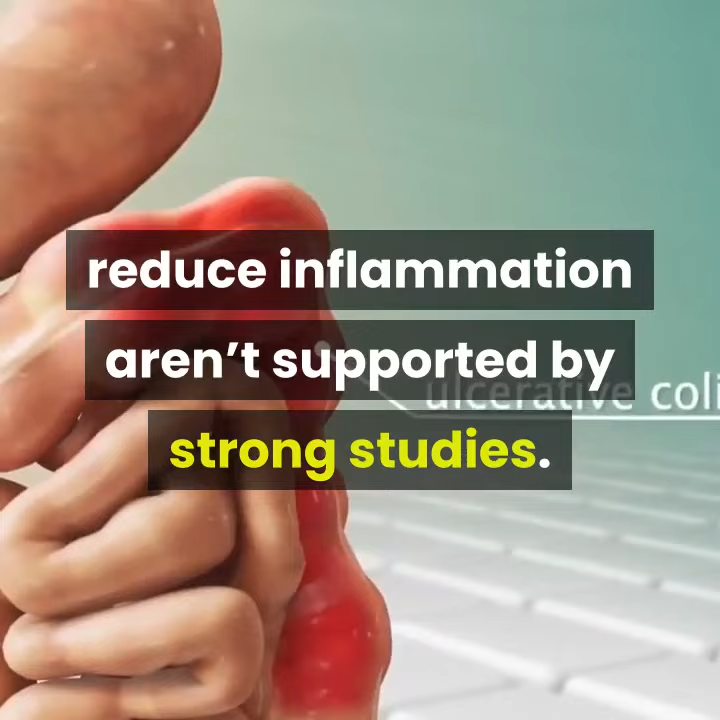 reduce inflammation
aren’t supported by
ulcerative coli
strong studies.